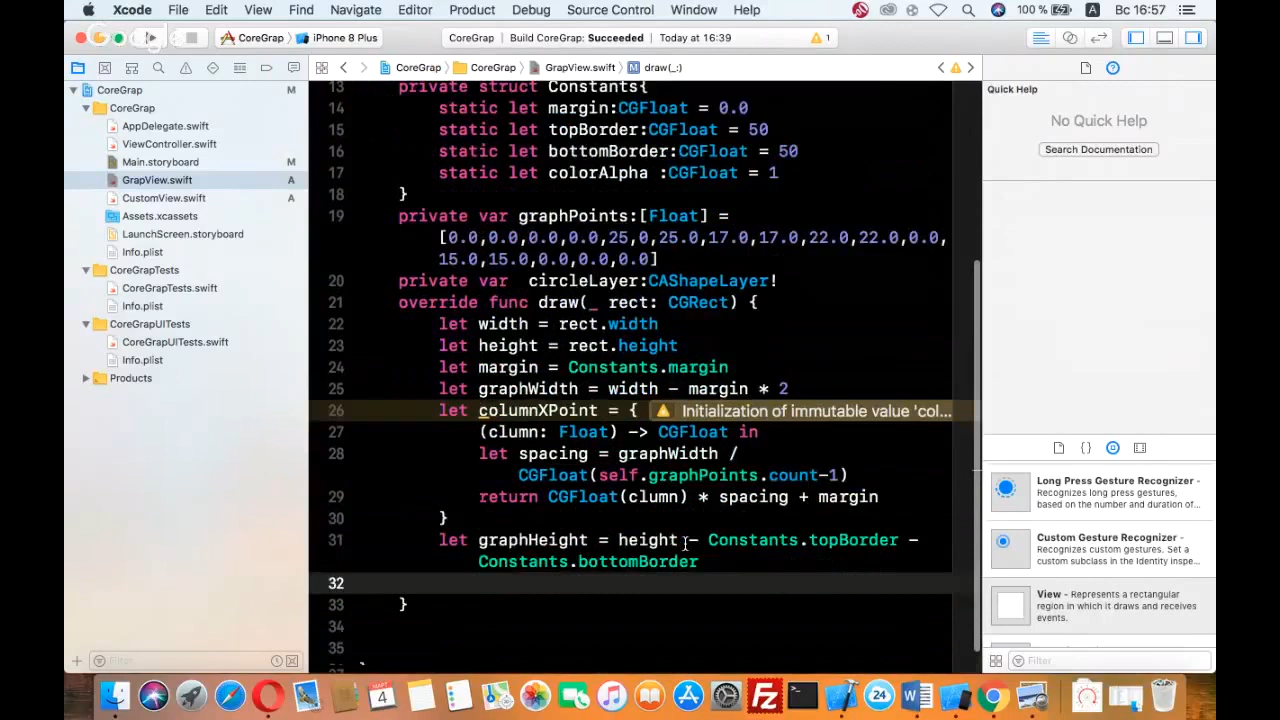 Xcode File Edit View Find Navigate Editor Product Debug Source Control Window Help 100 % A Вс 16:57
CoreGrap iPhone 8 Plus CoreGrap Build CoreGrap: Succeeded Today at 16:39 1
CoreGrap CoreGrap GrapView.swift M draw(_:)
CoreGrap M
CoreGrap
AppDelegate.swift
ViewController.swift
Main.storyboard M
GrapView.swift A
CustomView.swift A
Assets.xcassets
LaunchScreen.storyboard
Info.plist
CoreGrapTests
CoreGrapTests.swift
Info.plist
CoreGrapUITests
CoreGrapUITests.swift
Info.plist
Products
Filter
13 private struct Constants{
14 static let margin:CGFloat = 0.0
15 static let topBorder:CGFloat = 50
16 static let bottomBorder:CGFloat = 50
17 static let colorAlpha :CGFloat = 1
18 }
19 private var graphPoints:[Float] =
[0.0,0.0,0.0,0.0,25,0,25.0,17.0,17.0,22.0,22.0,0.0,
15.0,15.0,0.0,0.0,0.0]
20 private var circleLayer:CAShapeLayer!
21 override func draw(_ rect: CGRect) {
22 let width = rect.width
23 let height = rect.height
24 let margin = Constants.margin
25 let graphWidth = width - margin * 2
26 let columnXPoint = { Initialization of immutable value 'col...
27 (clumn: Float) -> CGFloat in
28 let spacing = graphWidth /
CGFloat(self.graphPoints.count-1)
29 return CGFloat(clumn) * spacing + margin
30 }
31 let graphHeight = height - Constants.topBorder -
Constants.bottomBorder
32
33 }
34
35
}
Quick Help
No Quick Help
Search Documentation
{ }
Long Press Gesture Recognizer -
Recognizes long press gestures,
based on the number and duration of...
Custom Gesture Recognizer -
Recognizes custom gestures. Set a
custom subclass in the Identity inspe...
View - Represents a rectangular
region in which it draws and receives
events.
Filter
МАРТ
4
24